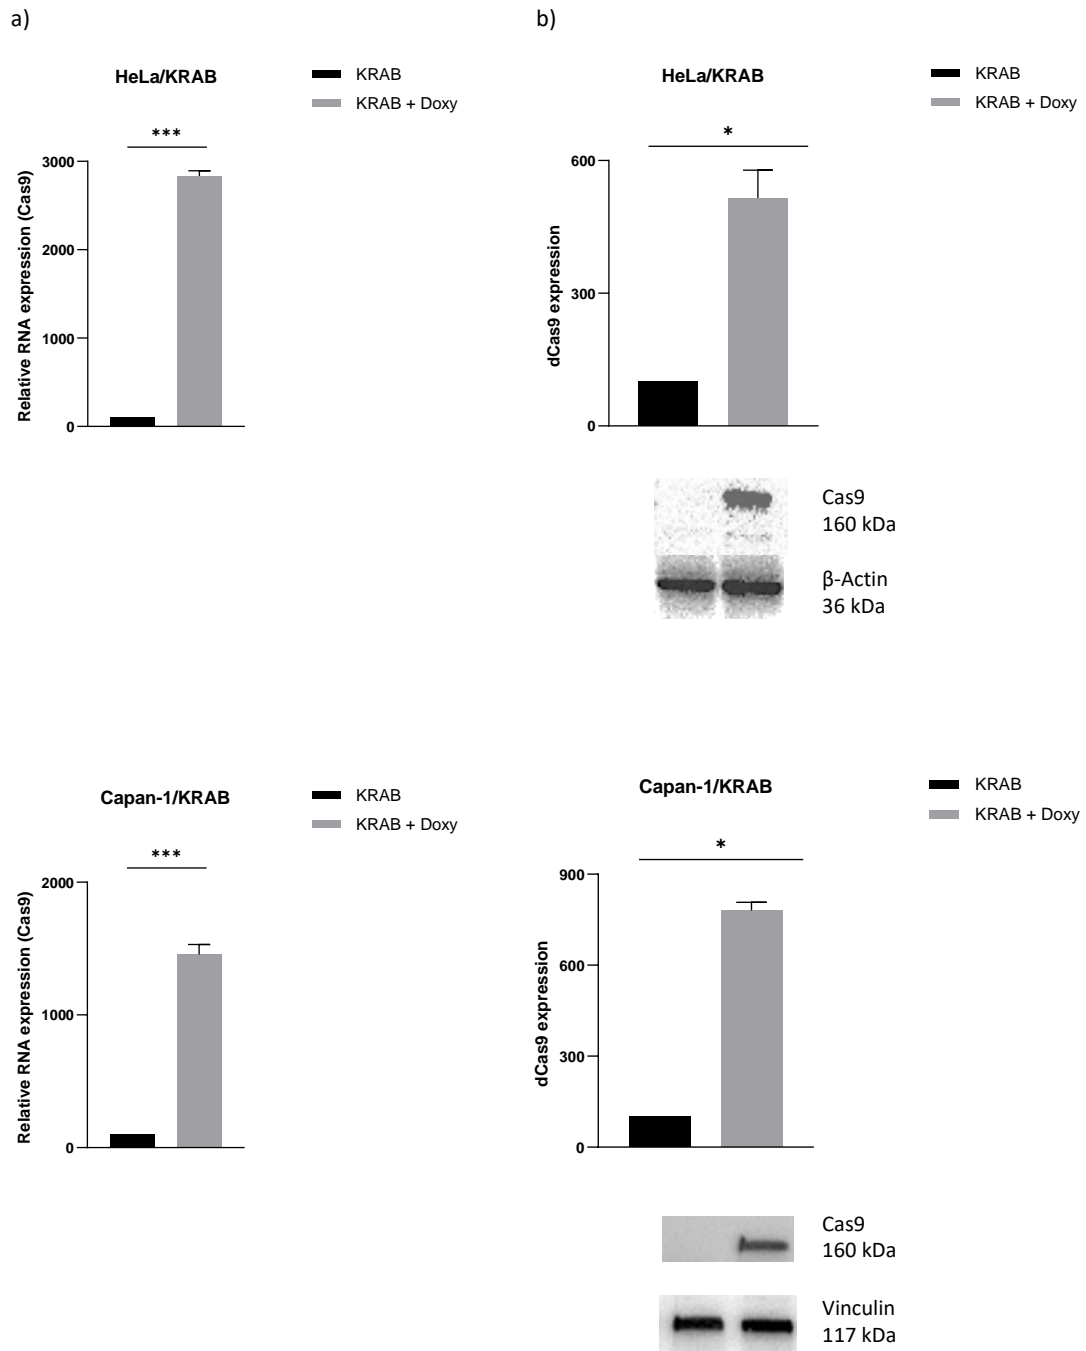 a)
HeLa/KRAB
KRAB
KRAB + Doxy
***
Relative RNA expression (Cas9)
3000
2000
1000
0
b)
HeLa/KRAB
KRAB
KRAB + Doxy
*
dCas9 expression
600
300
0
Cas9
160 kDa
β-Actin
36 kDa
Capan-1/KRAB
KRAB
KRAB + Doxy
***
Relative RNA expression (Cas9)
2000
1000
0
Capan-1/KRAB
KRAB
KRAB + Doxy
*
dCas9 expression
900
600
300
0
Cas9
160 kDa
Vinculin
117 kDa